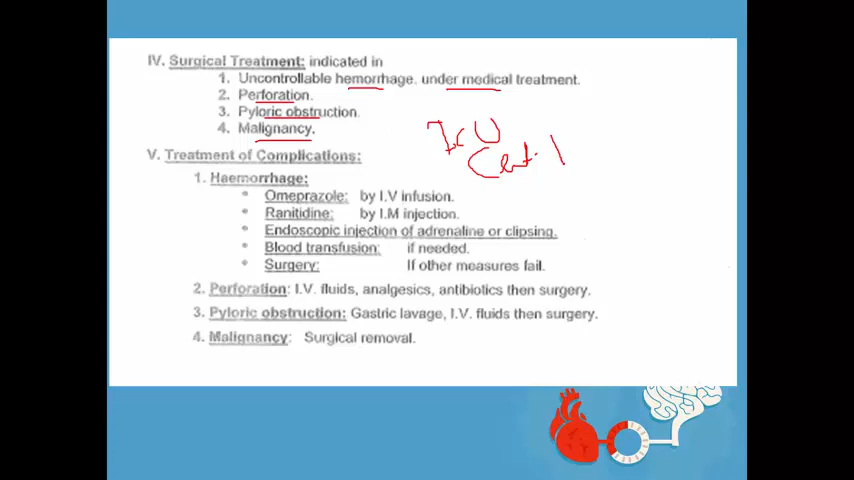 IV. Surgical Treatment: indicated in
1. Uncontrollable hemorrhage. under medical treatment.
2. Perforation.
3. Pyloric obstruction.
4. Malignancy.
ICU
V. Treatment of Complications:
1. Haemorrhage:
• Omeprazole: by I.V infusion.
• Ranitidine: by I.M injection.
• Endoscopic injection of adrenaline or clipsing.
• Blood transfusion: if needed.
• Surgery: If other measures fail.
2. Perforation: I.V. fluids, analgesics, antibiotics then surgery.
3. Pyloric obstruction: Gastric lavage, I.V. fluids then surgery.
4. Malignancy: Surgical removal.